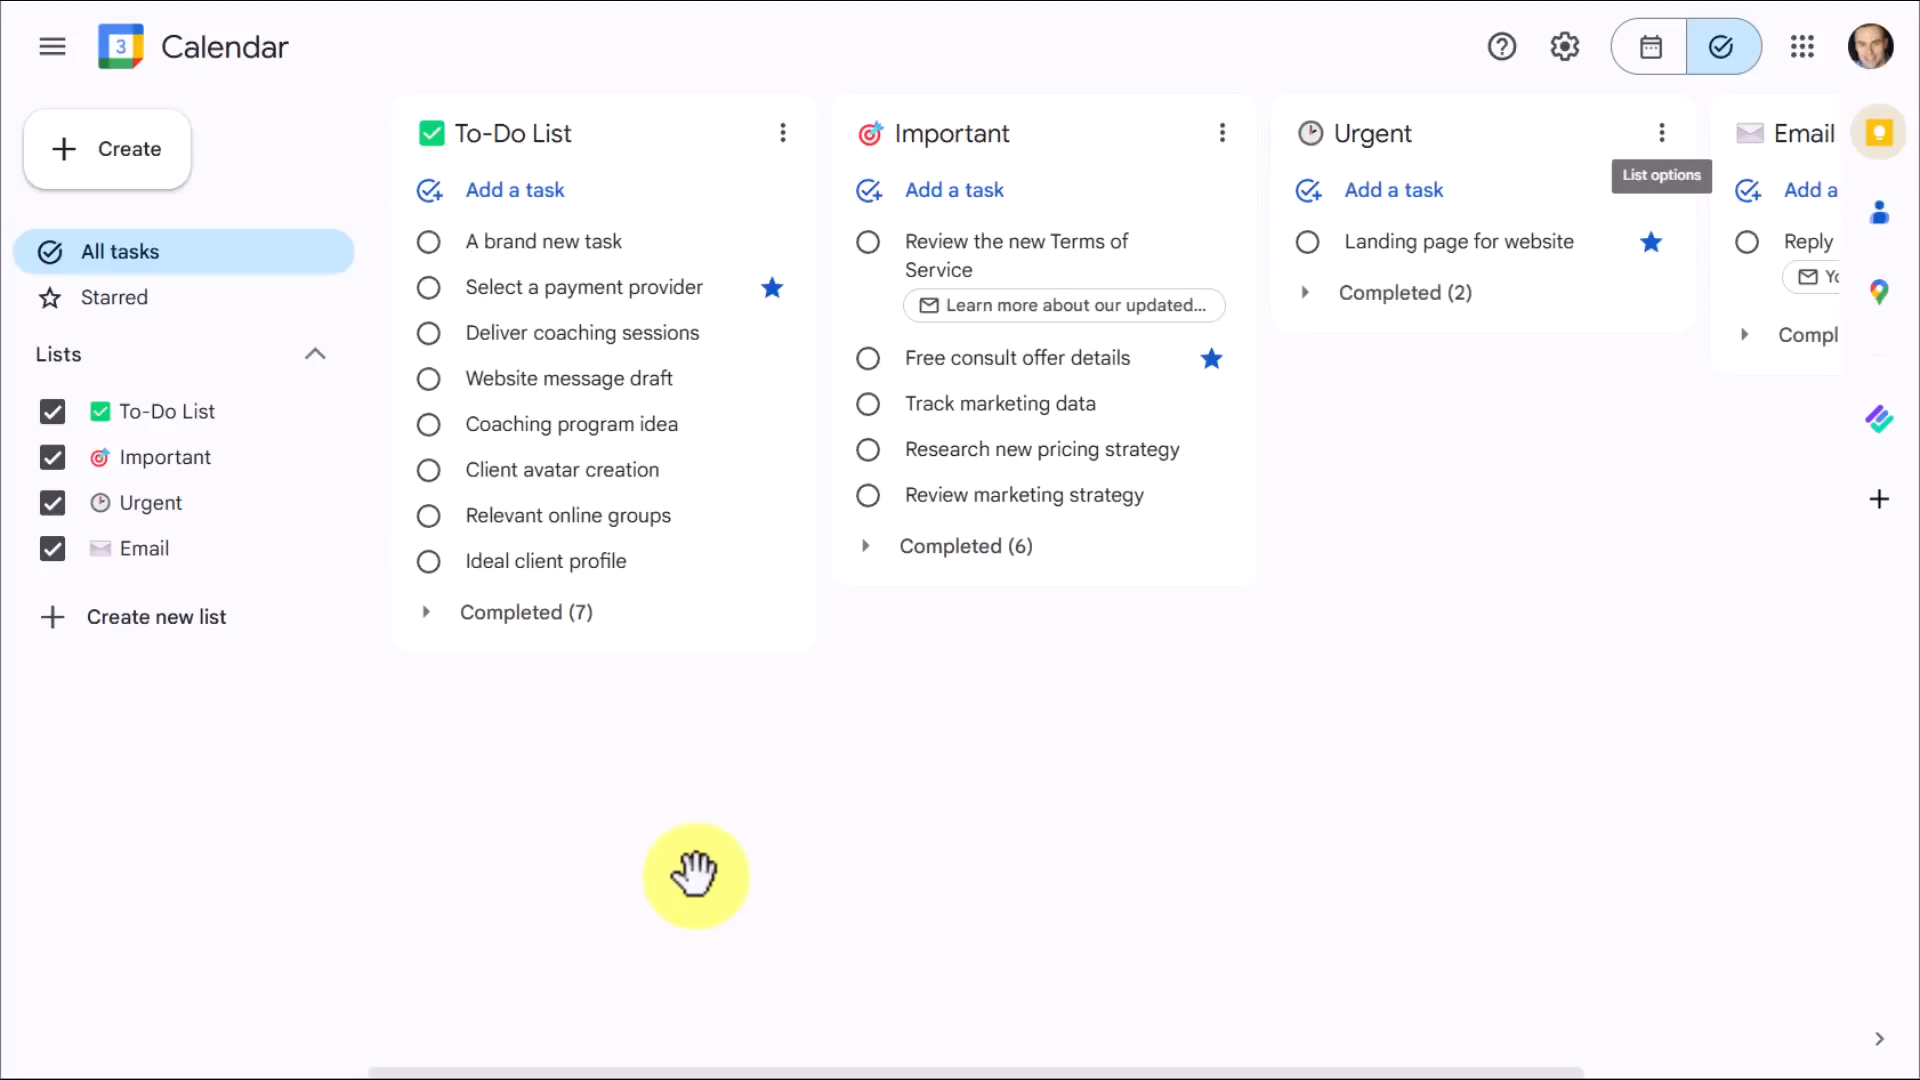 3 Calendar
Create
All tasks
Starred
Lists
To-Do List
Important
Urgent
Email
Create new list
To-Do List
Add a task
A brand new task
Select a payment provider
Deliver coaching sessions
Website message draft
Coaching program idea
Client avatar creation
Relevant online groups
Ideal client profile
Completed (7)
Important
Add a task
Review the new Terms of
Service
Learn more about our updated...
Free consult offer details
Track marketing data
Research new pricing strategy
Review marketing strategy
Completed (6)
Urgent
List options
Add a task
Landing page for website
Completed (2)
Email
Add a
Reply
Yo
Compl